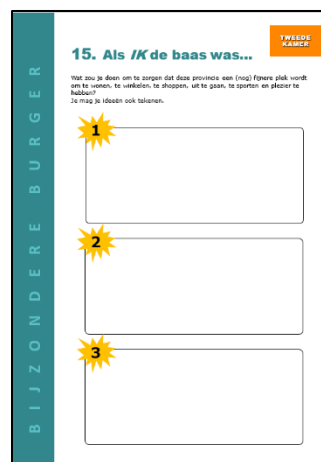 TWEEDE
KAMER
15. Als IK de baas was...
Wat zou je doen om te zorgen dat deze provincie een (nog) fijnere plek wordt
om te wonen, te winkelen, te shoppen, uit te gaan, te sporten en plezier te
hebben?
Je mag je ideeën ook tekenen.
1
2
3
BIJZONDERE BURGER